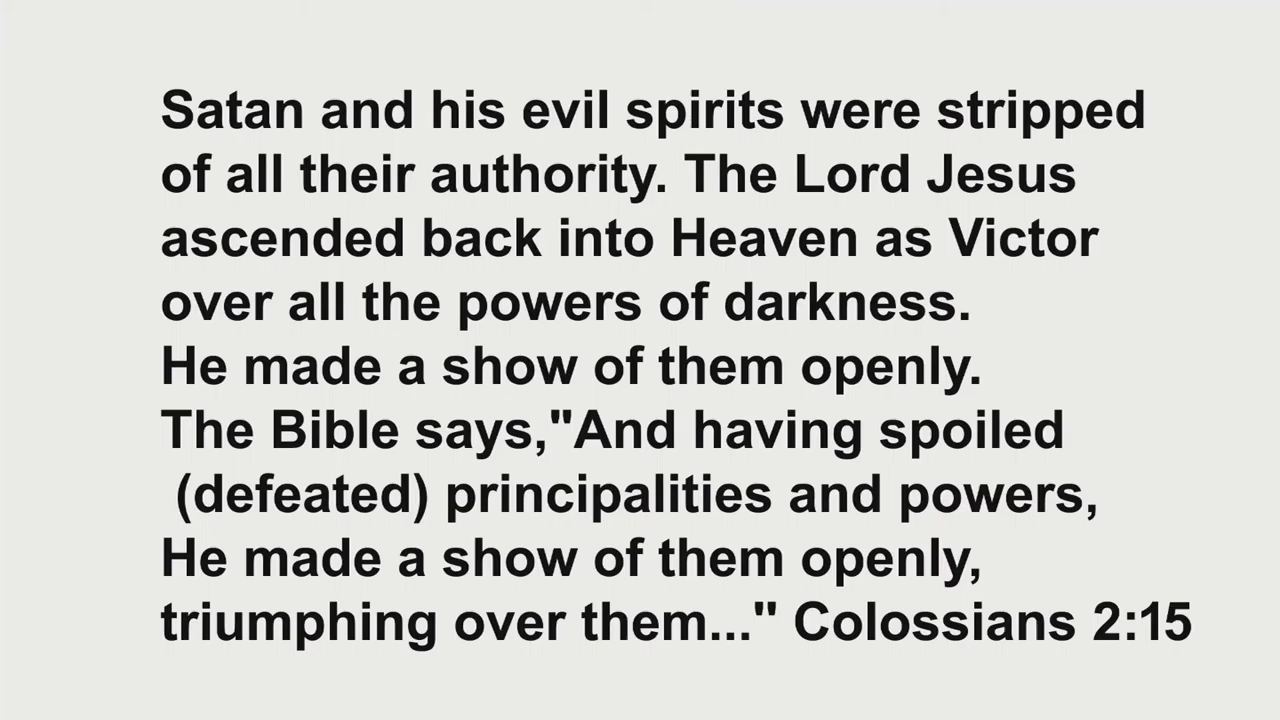 Satan and his evil spirits were stripped
of all their authority. The Lord Jesus
ascended back into Heaven as Victor
over all the powers of darkness.
He made a show of them openly.
The Bible says,"And having spoiled
(defeated) principalities and powers,
He made a show of them openly,
triumphing over them..." Colossians 2:15